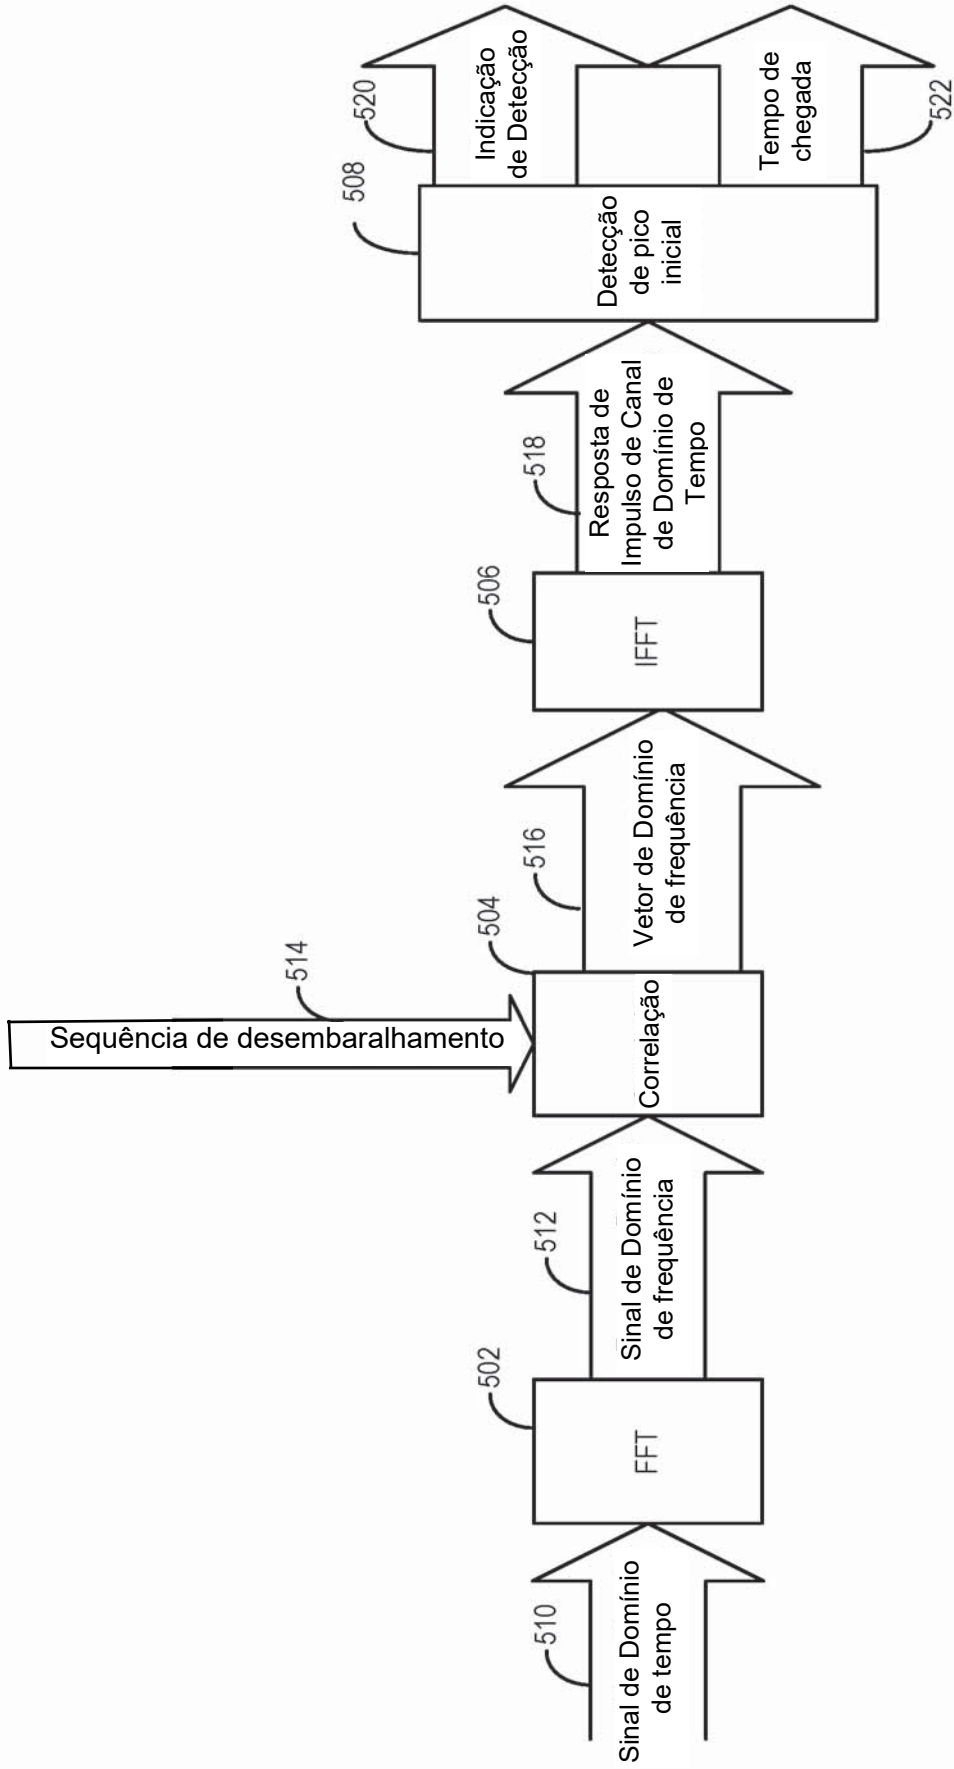 510
Sinal de Domínio
de tempo
502
FFT
512
Sinal de Domínio
de frequência
514
Sequência de desembaralhamento
504
Correlação
516
Vetor de Domínio
de frequência
506
IFFT
518
Resposta de
Impulso de Canal
de Domínio de
Tempo
508
Detecção
de pico
inicial
520
Indicação
de Detecção
Tempo de
chegada
522